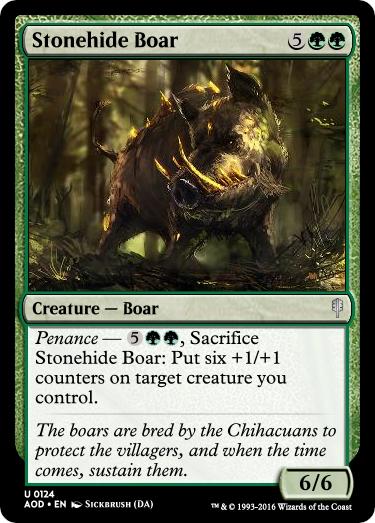 Stonehide Boar 5
Creature — Boar
Penance — 5, Sacrifice
Stonehide Boar: Put six +1/+1
counters on target creature you
control.
The boars are bred by the Chihacuans to
protect the villagers, and when the time
comes, sustain them.
6/6
U 0124
AOD • EN SICKBRUSH (DA)
™ & © 1993-2016 Wizards of the Coast